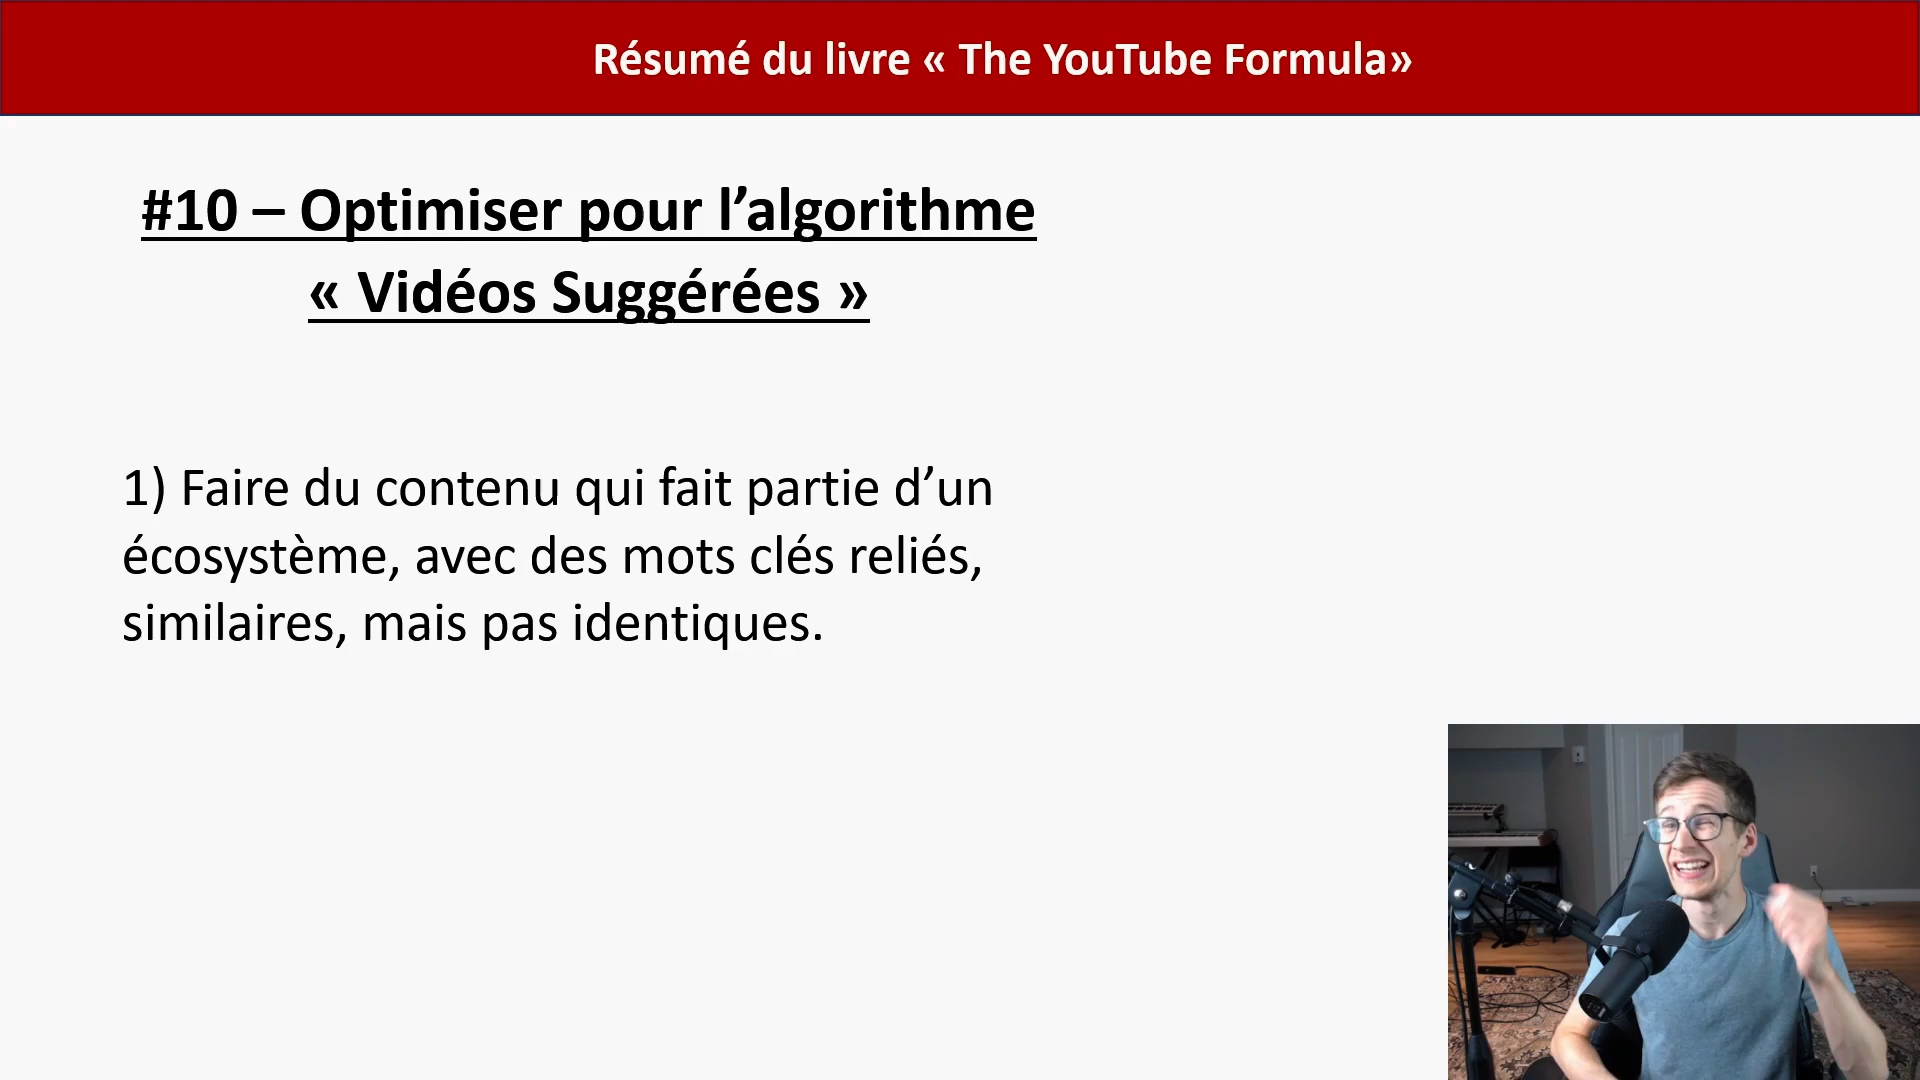 Résumé du livre « The YouTube Formula»
#10 – Optimiser pour l’algorithme
« Vidéos Suggérées »
1) Faire du contenu qui fait partie d’un
écosystème, avec des mots clés reliés,
similaires, mais pas identiques.